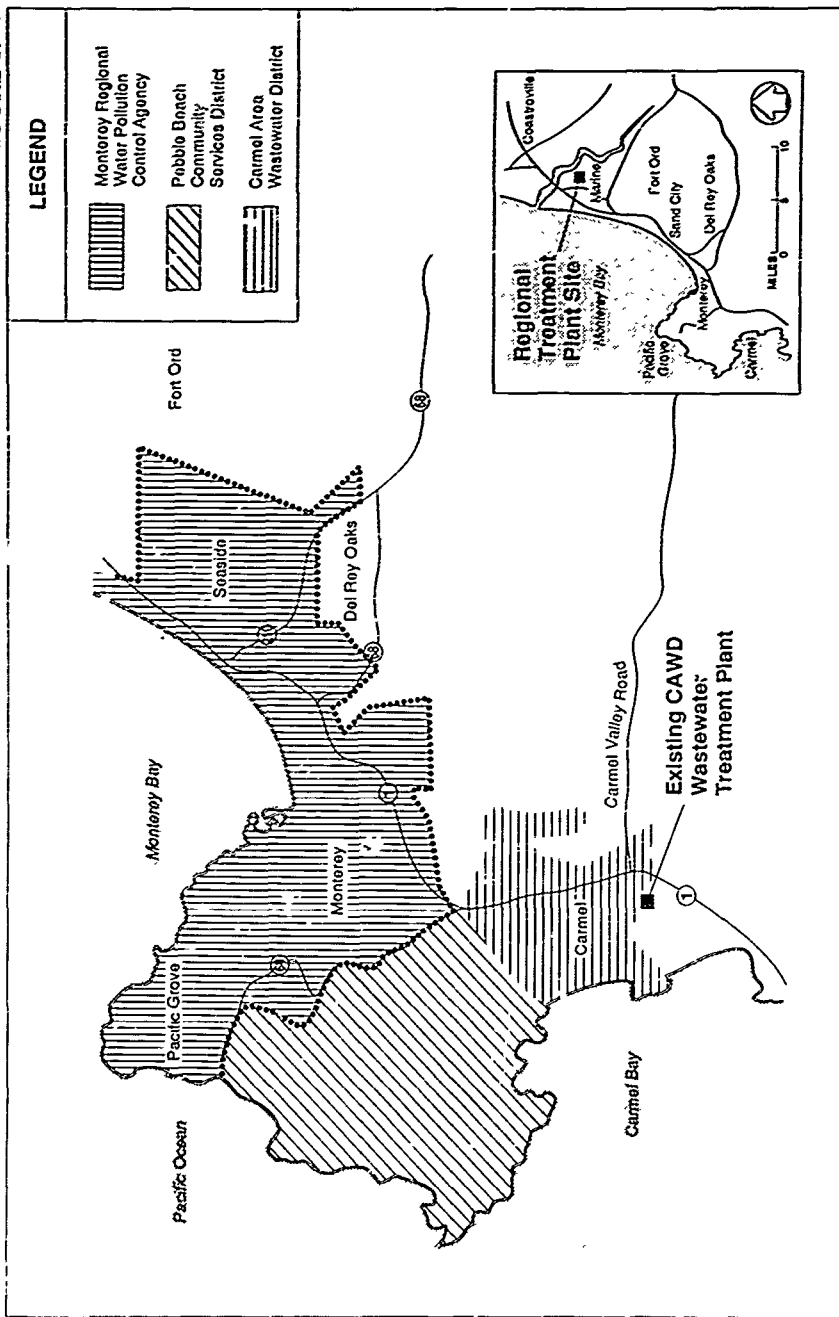 LEGEND
Monterey Regional
Water Pollution
Control Agency
Pebble Beach
Community
Services District
Carmel Area
Wastewater District
Fort Ord
Seaside
Del Rey Oaks
68
68
Monterey Bay
Monterey
1
Pacific Grove
Pacific Ocean
Carmel Bay
Carmel
Carmel Valley Road
Existing CAWD
Wastewater
Treatment Plant
1
Regional
Treatment
Plant Site
Monterey Bay
Pacific
Grove
Carmel
Monterey
Castroville
Marina
Fort Ord
Sand City
Del Rey Oaks
MILES
0
5
10